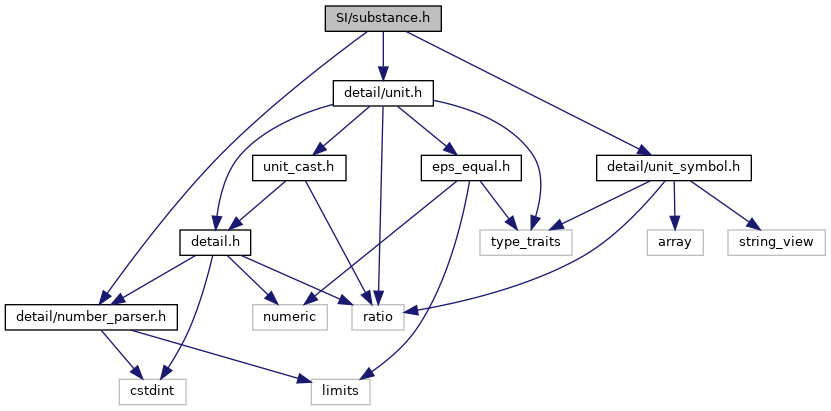 SI/substance.h
detail/unit.h
unit_cast.h
eps_equal.h
detail/unit_symbol.h
detail.h
type_traits
array
string_view
detail/number_parser.h
numeric
ratio
cstdint
limits